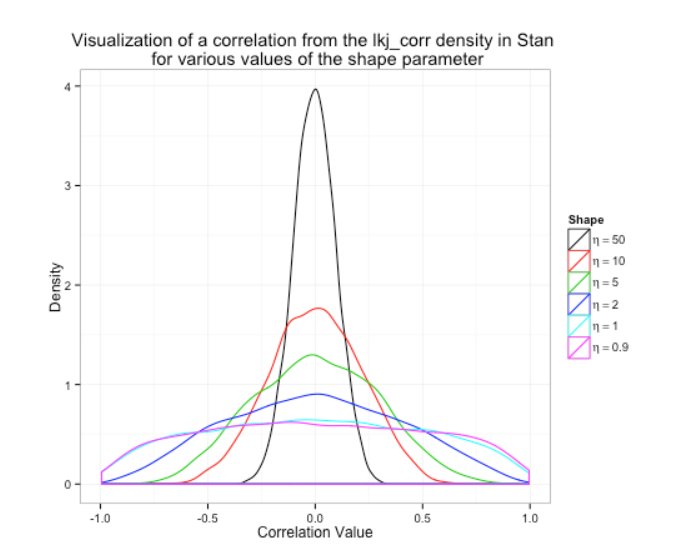 Visualization of a correlation from the lkj_corr density in Stan
for various values of the shape parameter
4
3
2
1
0
Density
-1.0
-0.5
0.0
0.5
1.0
Correlation Value
Shape
η = 50
η = 10
η = 5
η = 2
η = 1
η = 0.9